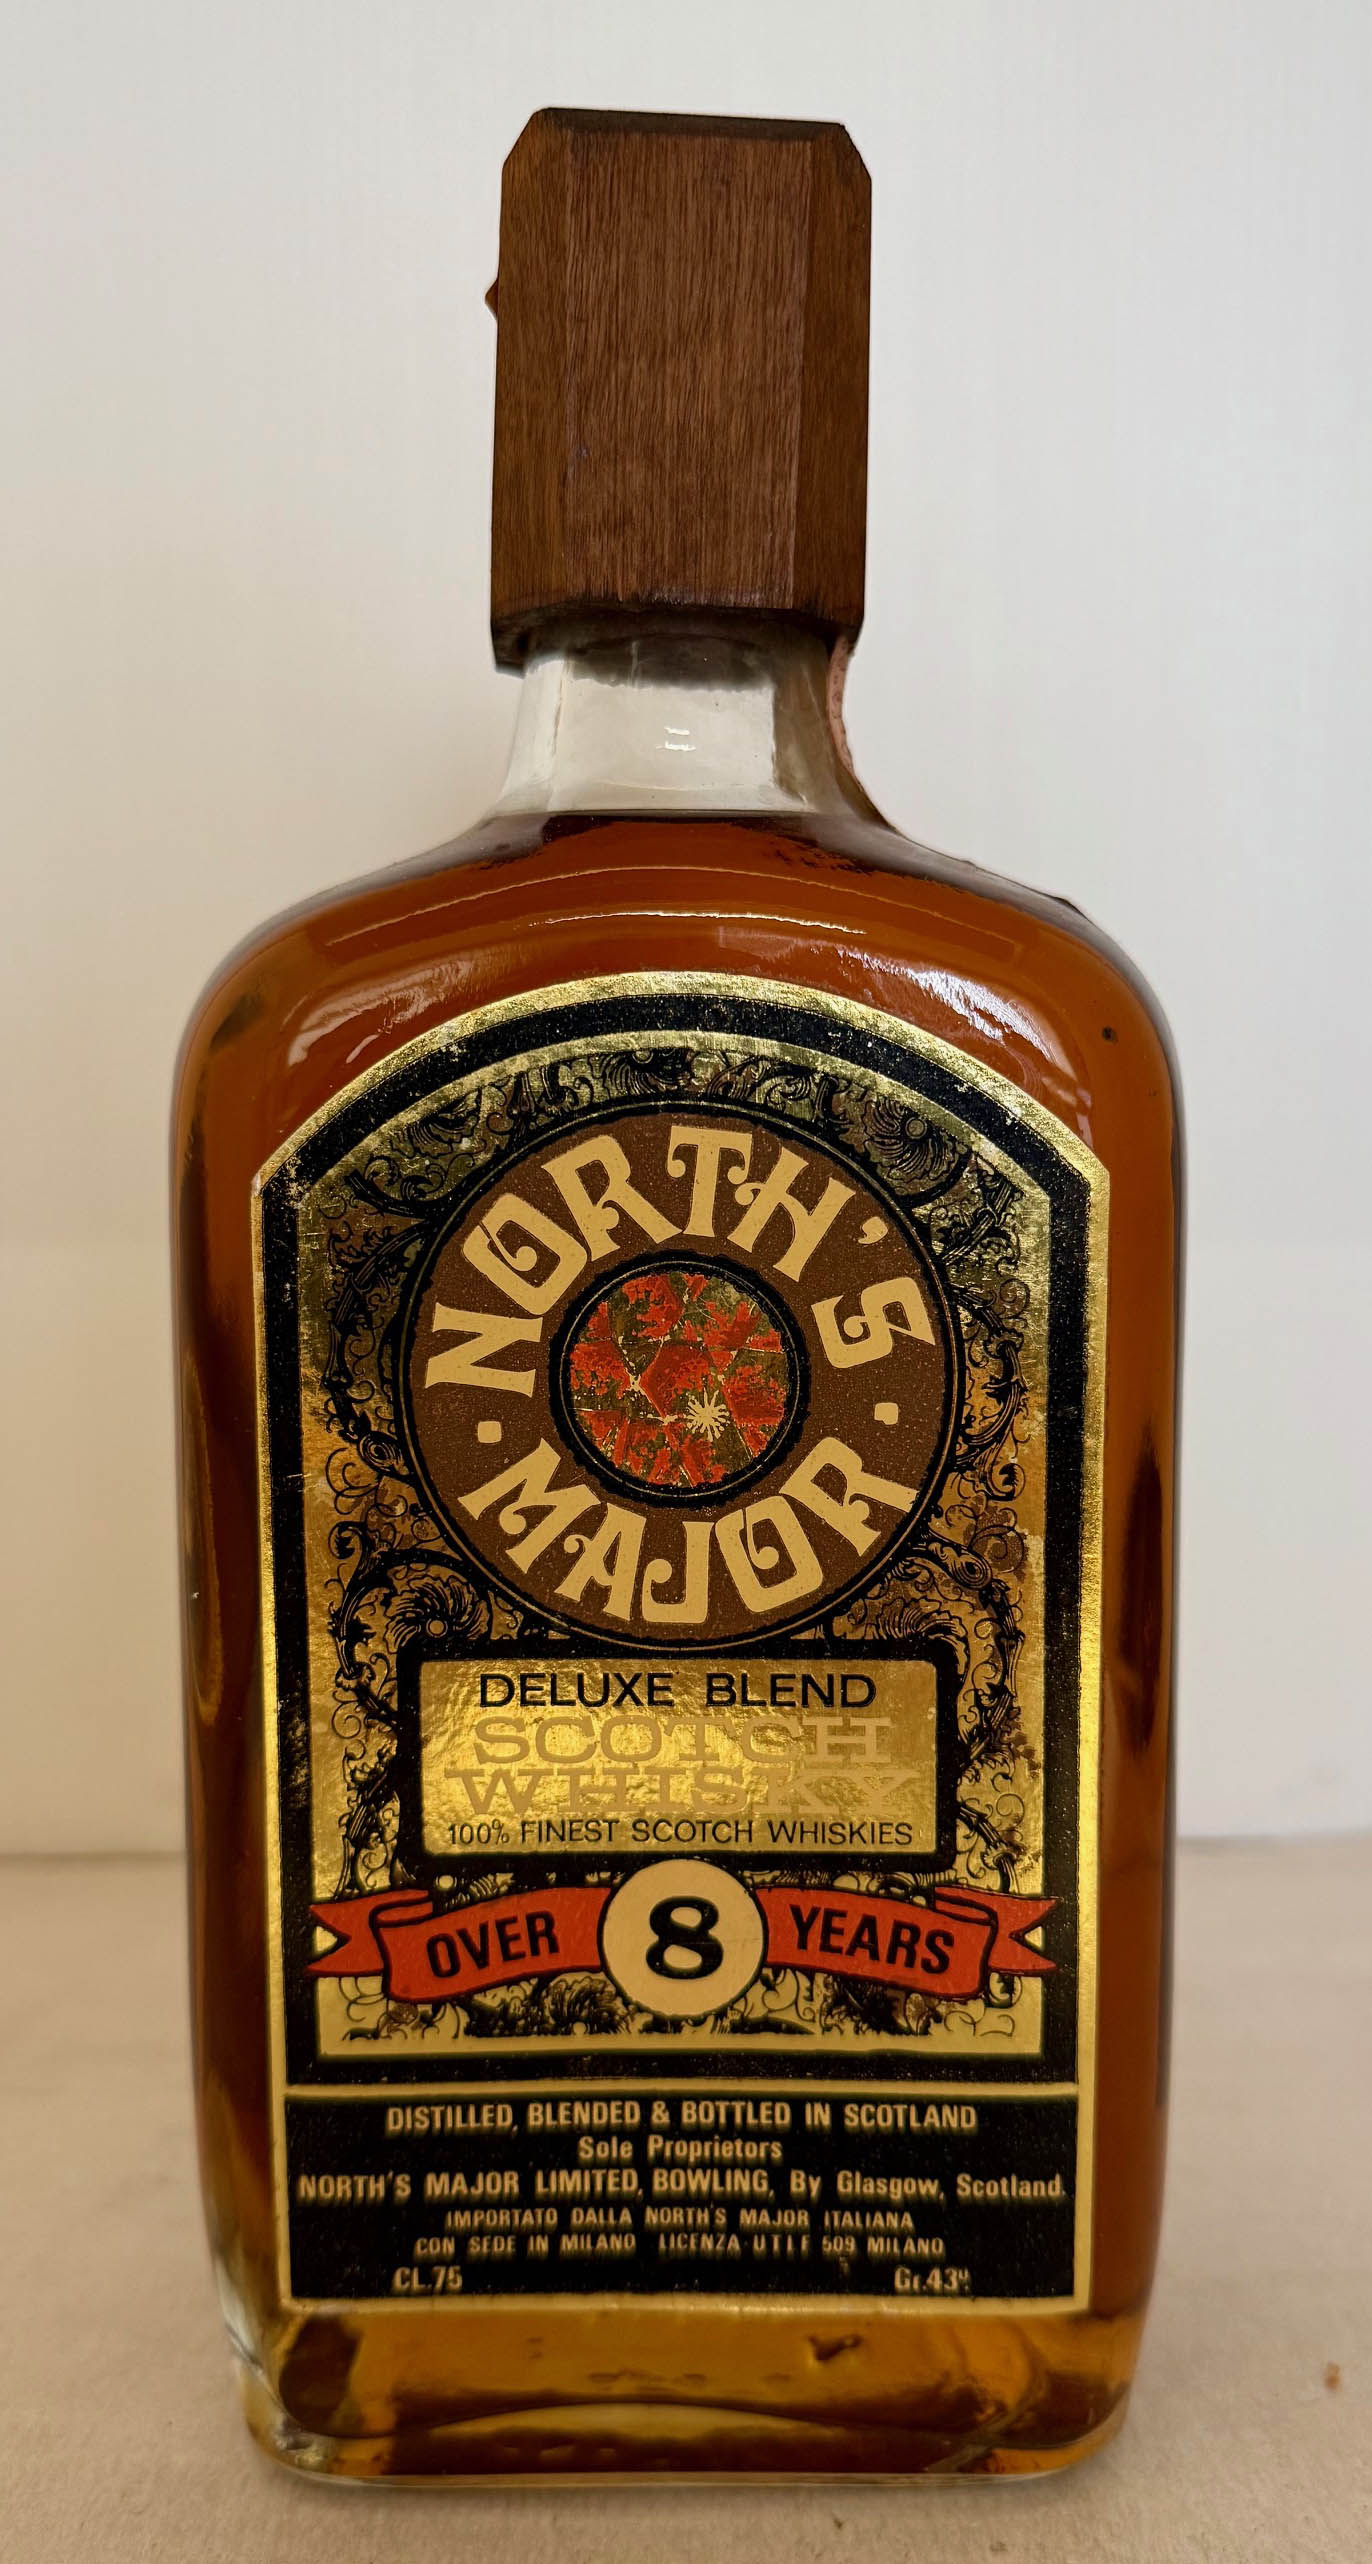 NORTH'S
· MAJOR ·
DELUXE BLEND
SCOTCH
WHISKY
100% FINEST SCOTCH WHISKIES
OVER 8 YEARS
DISTILLED, BLENDED & BOTTLED IN SCOTLAND
Sole Proprietors
NORTH'S MAJOR LIMITED, BOWLING, By Glasgow, Scotland.
IMPORTATO DALLA NORTH'S MAJOR ITALIANA
CON SEDE IN MILANO LICENZA U T I F 509 MILANO
CL.75 Gr.43º